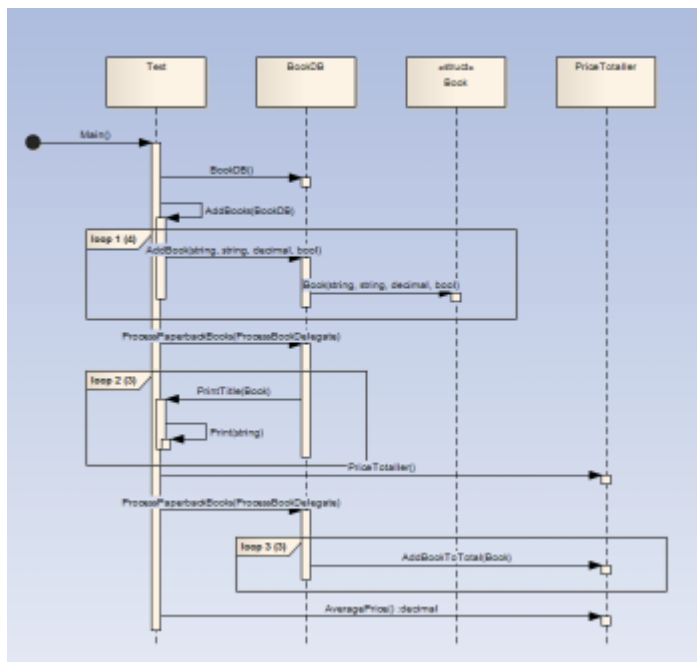 Test
BookDB
«struct»
Book
PriceTotaller
Main()
BookDB()
AddBooks(BookDB)
loop 1 (4)
AddBook(string, string, decimal, bool)
Book(string, string, decimal, bool)
ProcessPaperbackBooks(ProcessBookDelegate)
loop 2 (3)
PrintTitle(Book)
Print(string)
PriceTotaller()
ProcessPaperbackBooks(ProcessBookDelegate)
loop 3 (3)
AddBookToTotal(Book)
AveragePrice() :decimal